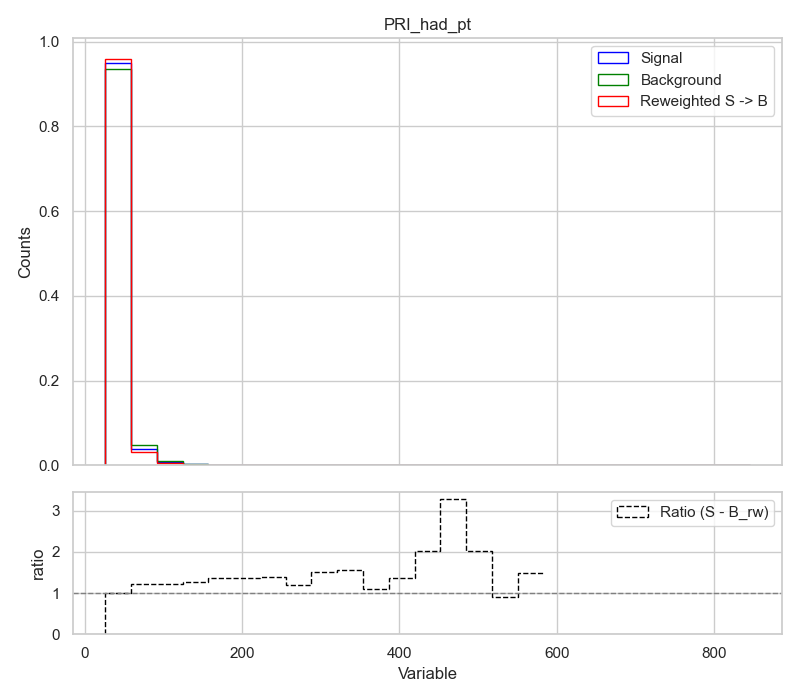 PRI_had_pt
1.0
0.8
0.6
0.4
0.2
0.0
Counts
Signal
Background
Reweighted S -> B
3
2
1
0
ratio
Ratio (S - B_rw)
0 200 400 600 800
Variable